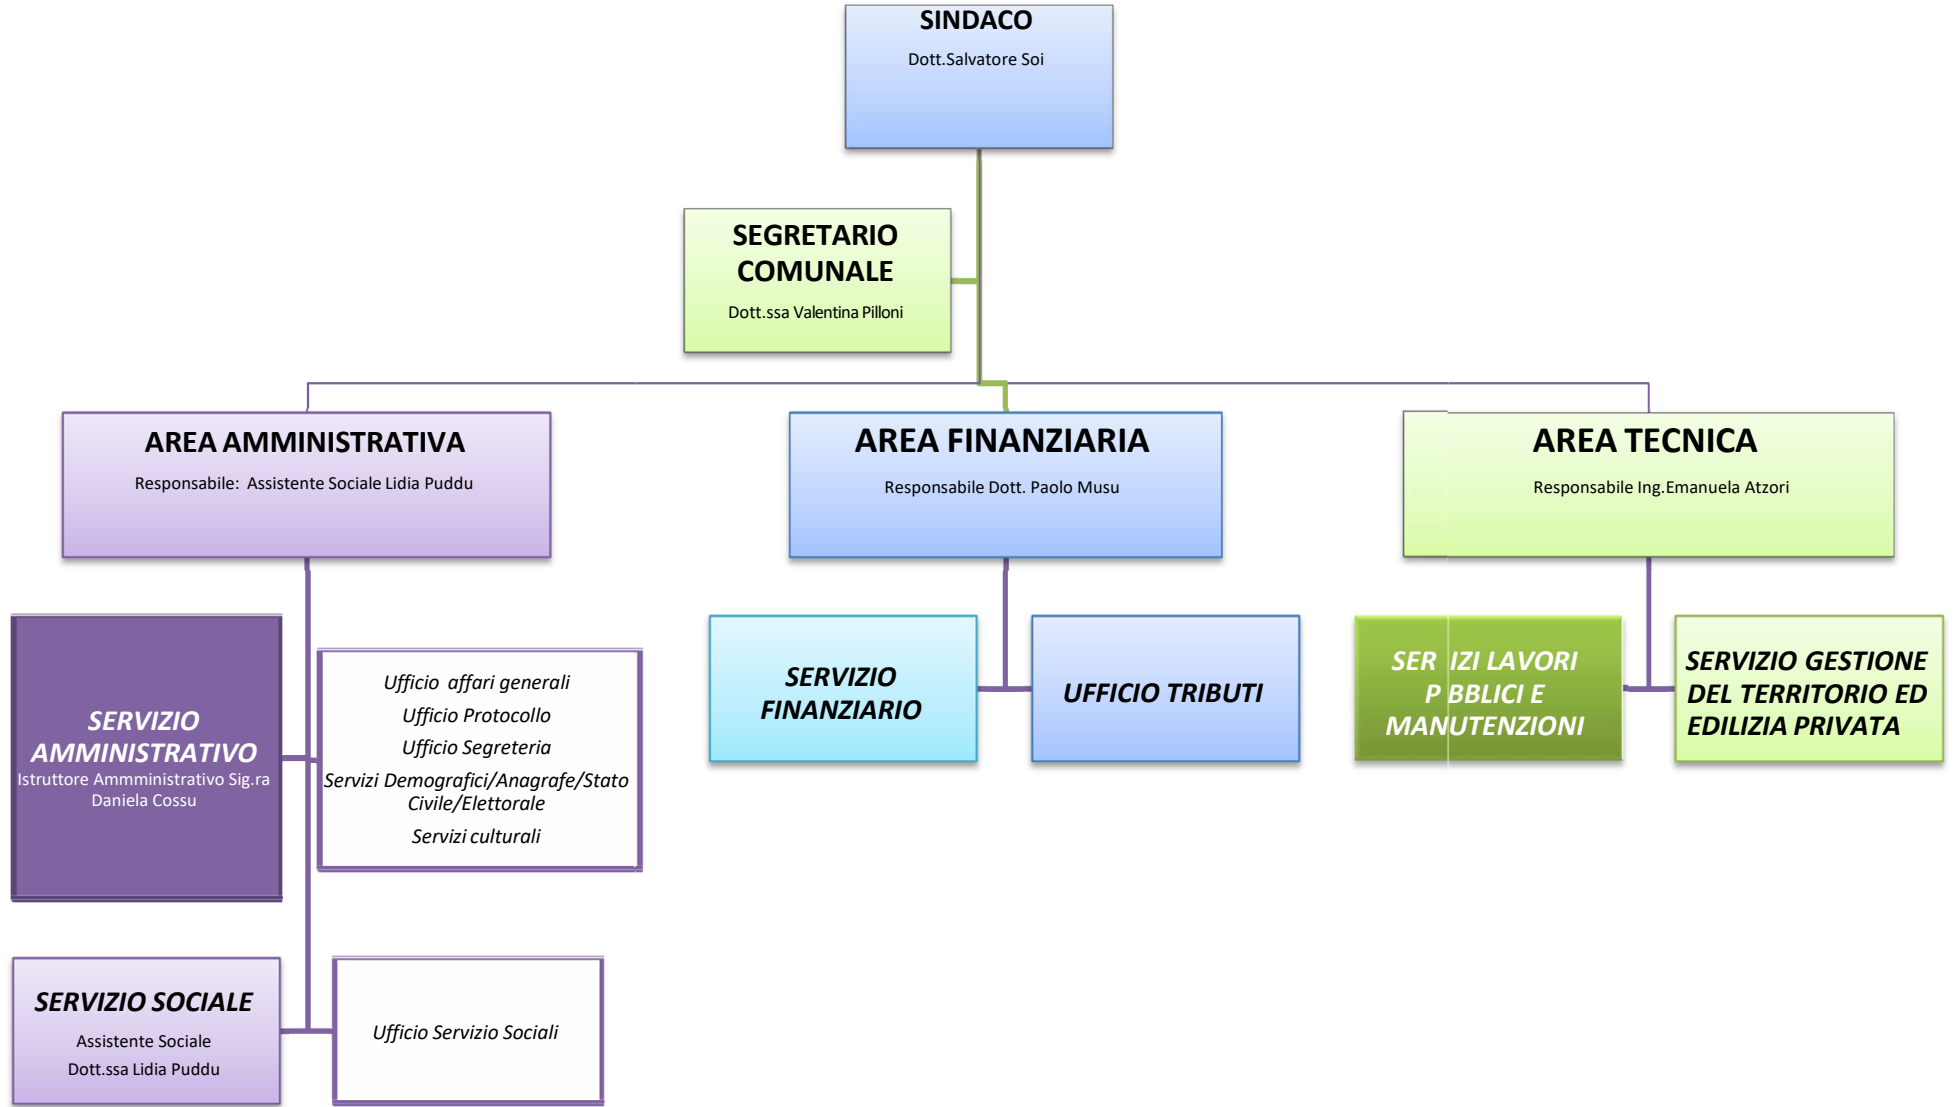 SINDACO
Dott.Salvatore Soi
SEGRETARIO
COMUNALE
Dott.ssa Valentina Pilloni
AREA AMMINISTRATIVA
Responsabile: Assistente Sociale Lidia Puddu
AREA FINANZIARIA
Responsabile Dott. Paolo Musu
AREA TECNICA
Responsabile Ing.Emanuela Atzori
SERVIZIO
AMMINISTRATIVO
Istruttore Ammministrativo Sig.ra
Daniela Cossu
Ufficio affari generali
Ufficio Protocollo
Ufficio Segreteria
Servizi Demografici/Anagrafe/Stato
Civile/Elettorale
Servizi culturali
SERVIZIO
FINANZIARIO
UFFICIO TRIBUTI
SER IZI LAVORI
P BBLICI E
MANUTENZIONI
SERVIZIO GESTIONE
DEL TERRITORIO ED
EDILIZIA PRIVATA
SERVIZIO SOCIALE
Assistente Sociale
Dott.ssa Lidia Puddu
Ufficio Servizio Sociali